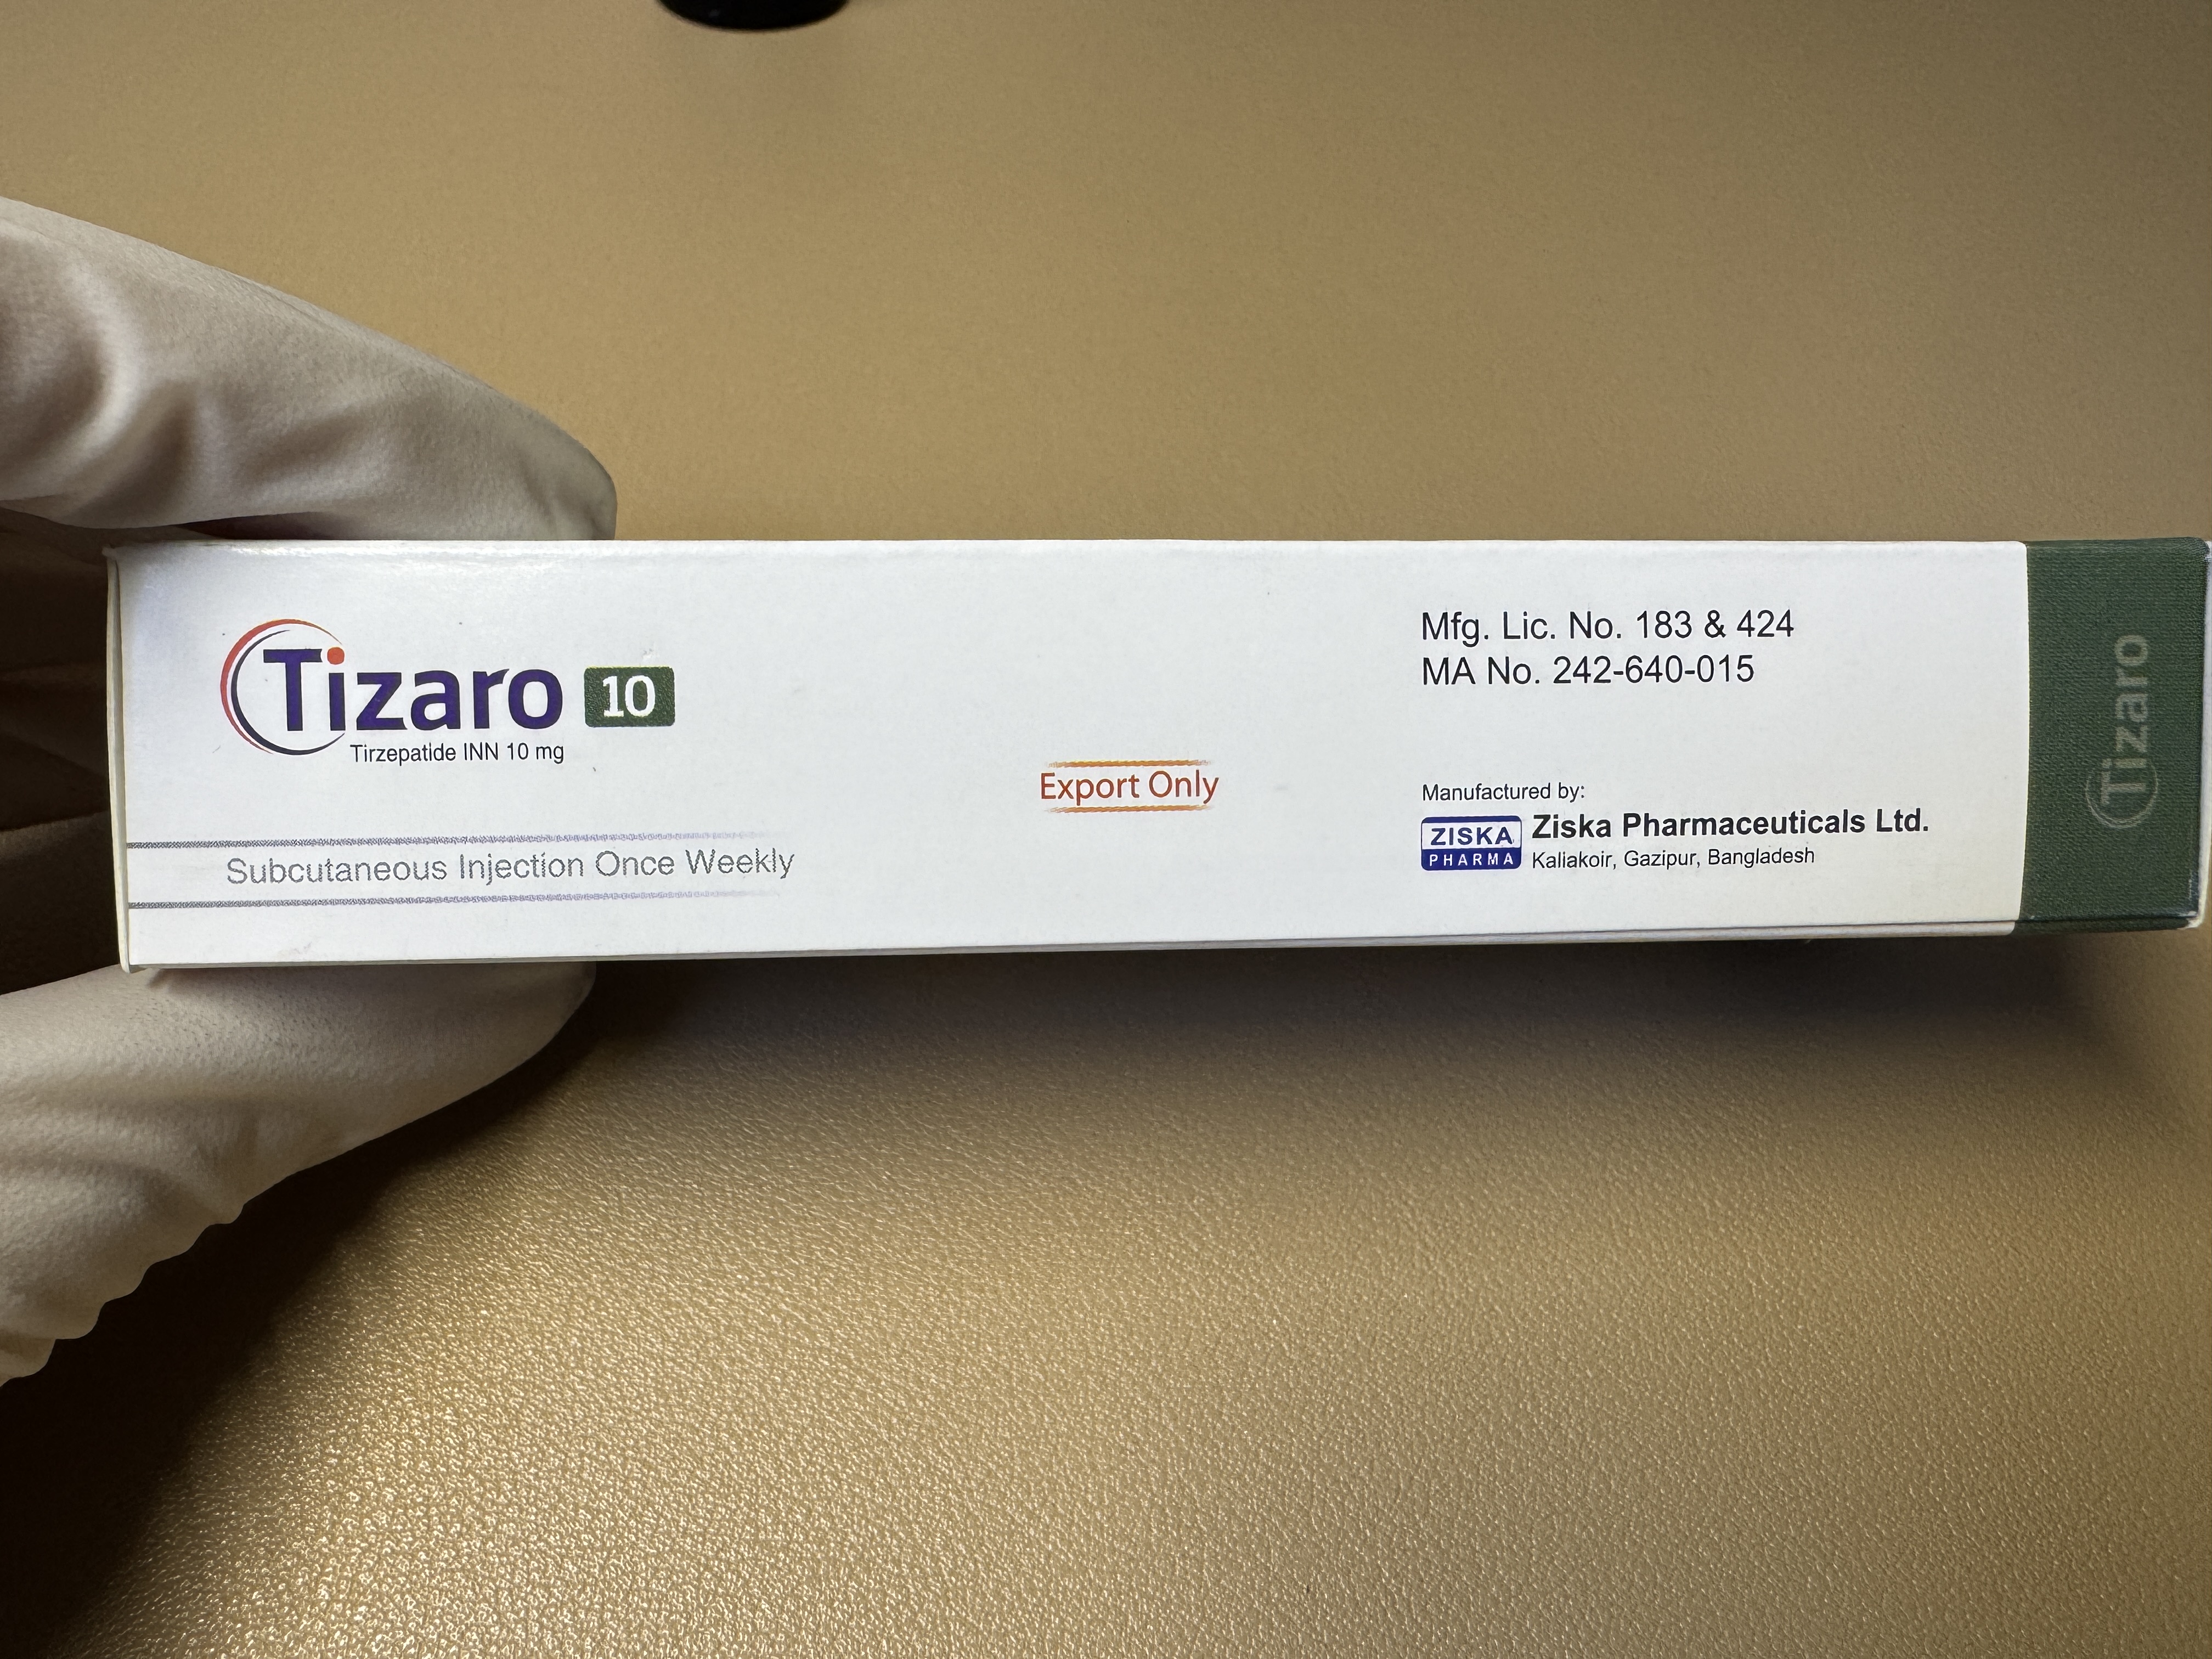 Tizaro 10
Tirzepatide INN 10 mg
Subcutaneous Injection Once Weekly
Export Only
Mfg. Lic. No. 183 & 424
MA No. 242-640-015
Manufactured by:
ZISKA
PHARMA
Ziska Pharmaceuticals Ltd.
Kaliakoir, Gazipur, Bangladesh
Tizaro